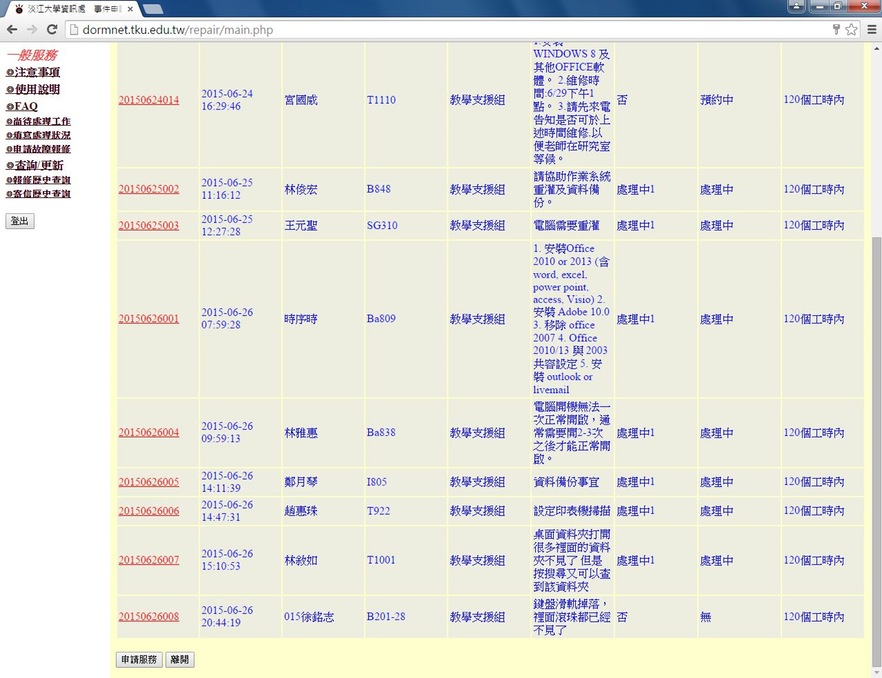 淡江大學資訊處 事件申
dormnet.tku.edu.tw/repair/main.php
一般服務
注意事項
使用說明
FAQ
尚待處理工作
填寫處理狀況
申請故障報修
查詢/更新
報修歷史查詢
寄信歷史查詢
登出
20150624014
2015-06-24
16:29:46
宮國威
T1110
教學支援組
1.安裝
WINDOWS 8 及
其他OFFICE軟
體。 2.維修時
間:6/29下午1
點。 3.請先來電
告知是否可於上
述時間維修.以
便老師在研究室
等候。
否
預約中
120個工時內
20150625002
2015-06-25
11:16:12
林俊宏
B848
教學支援組
請協助作業系統
重灌及資料備
份。
處理中1
處理中
120個工時內
20150625003
2015-06-25
12:27:28
王元聖
SG310
教學支援組
電腦需要重灌
處理中1
處理中
120個工時內
20150626001
2015-06-26
07:59:28
時序時
Ba809
教學支援組
1. 安裝Office
2010 or 2013 (含
word, excel,
power point,
access, Visio) 2.
安裝 Adobe 10.0
3. 移除 office
2007 4. Office
2010/13 與 2003
共容設定 5. 安
裝 outlook or
livemail
處理中1
處理中
120個工時內
20150626004
2015-06-26
09:59:13
林雅惠
Ba838
教學支援組
電腦開機無法一
次正常開啟，通
常需要開2-3次
之後才能正常開
啟。
處理中1
處理中
120個工時內
20150626005
2015-06-26
14:11:39
鄭月琴
I805
教學支援組
資料備份事宜
處理中1
處理中
120個工時內
20150626006
2015-06-26
14:47:31
趙惠珠
T922
教學支援組
設定印表機掃描
處理中1
處理中
120個工時內
20150626007
2015-06-26
15:10:53
林敘如
T1001
教學支援組
桌面資料夾打開
很多裡面的資料
夾不見了 但是
按搜尋又可以查
到該資料夾
處理中1
處理中
120個工時內
20150626008
2015-06-26
20:44:19
015徐銘志
B201-28
教學支援組
鍵盤滑軌掉落，
裡面滾珠都已經
不見了
否
無
120個工時內
申請服務 離開